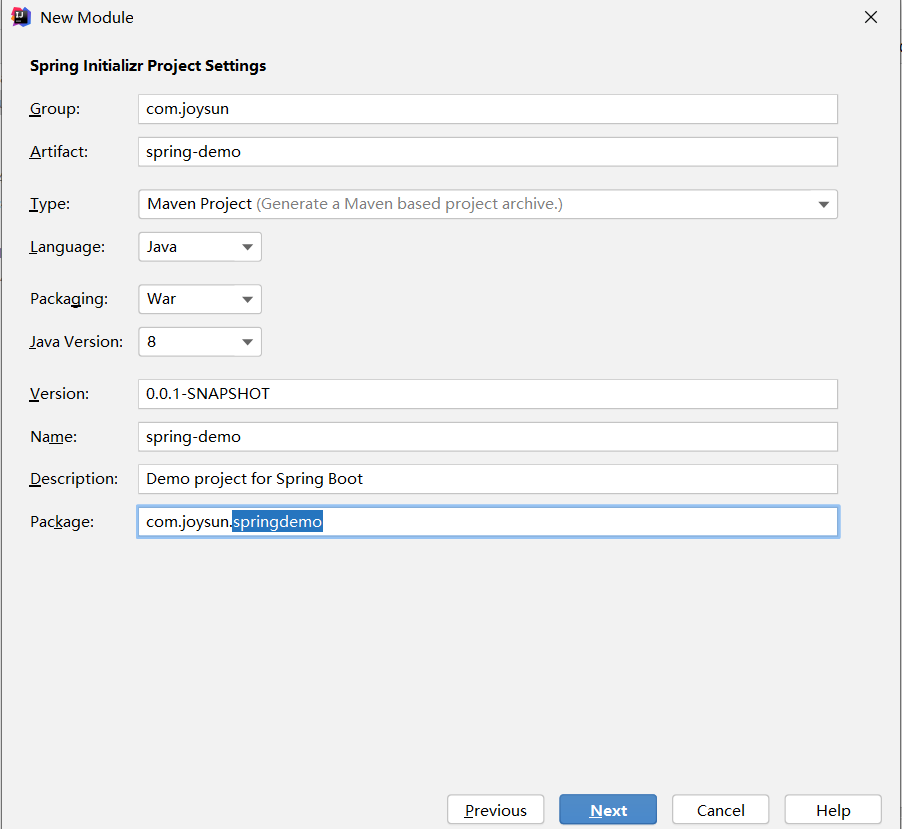 New Module
Spring Initializr Project Settings
Group: com.joysun
Artifact: spring-demo
Type: Maven Project (Generate a Maven based project archive.)
Language: Java
Packaging: War
Java Version: 8
Version: 0.0.1-SNAPSHOT
Name: spring-demo
Description: Demo project for Spring Boot
Package: com.joysun.springdemo
Previous Next Cancel Help